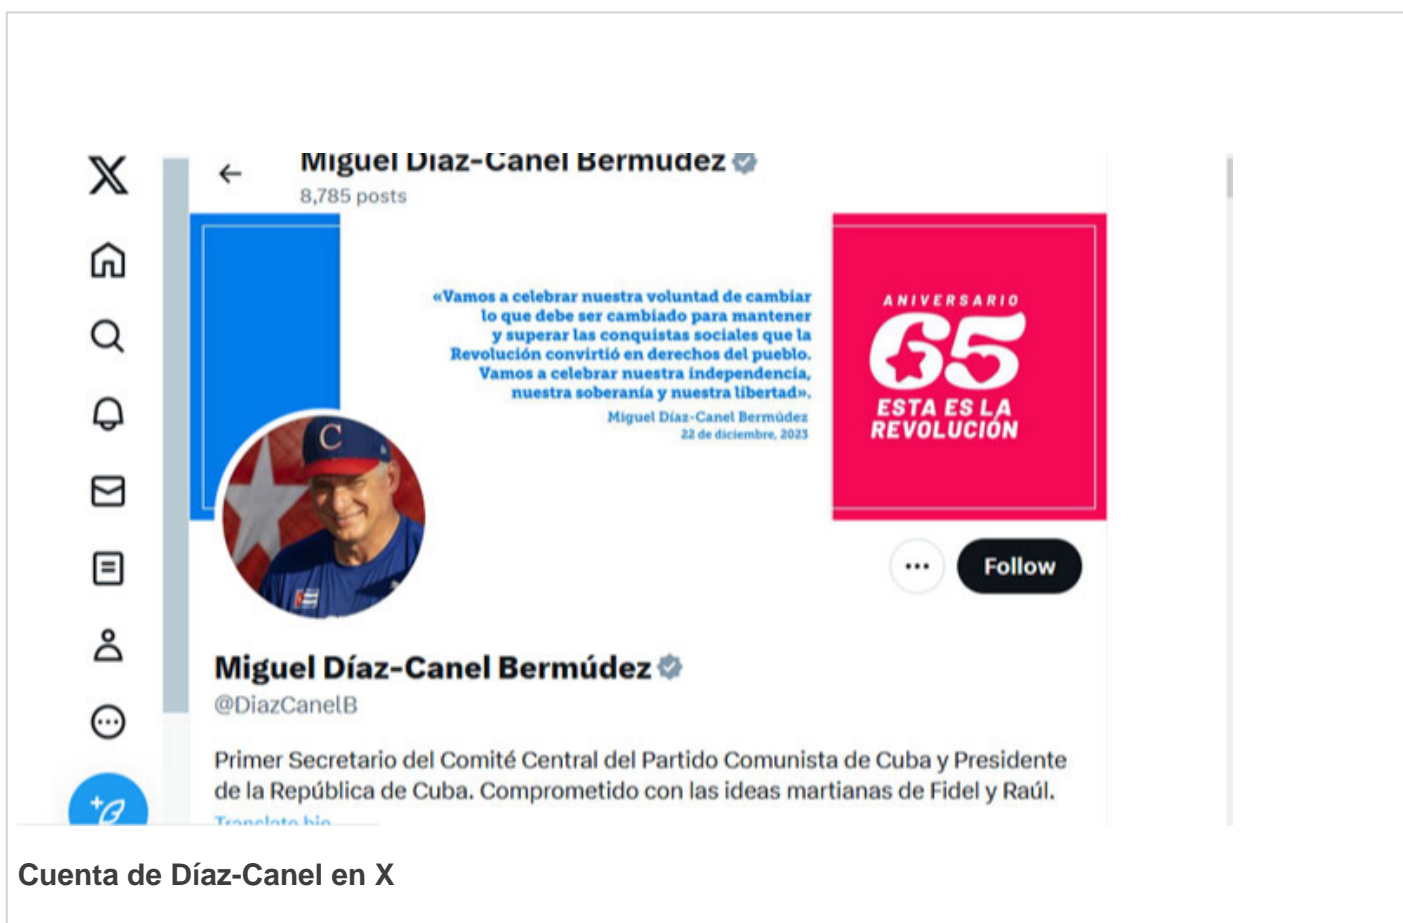 Miguel Díaz-Canel Bermúdez
8,785 posts
«Vamos a celebrar nuestra voluntad de cambiar
lo que debe ser cambiado para mantener
y superar las conquistas sociales que la
Revolución convirtió en derechos del pueblo.
Vamos a celebrar nuestra independencia,
nuestra soberanía y nuestra libertad».
Miguel Díaz-Canel Bermúdez
22 de diciembre, 2023
ANIVERSARIO
65
ESTA ES LA
REVOLUCIÓN
C
Follow
Miguel Díaz-Canel Bermúdez
@DiazCanelB
Primer Secretario del Comité Central del Partido Comunista de Cuba y Presidente
de la República de Cuba. Comprometido con las ideas martianas de Fidel y Raúl.
Translate bio
Cuenta de Díaz-Canel en X